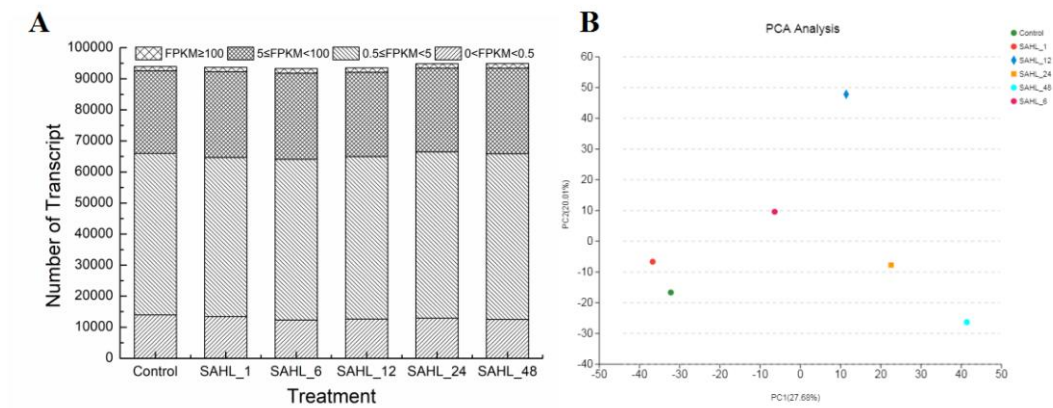 A
FPKM≥100 5≤FPKM<100 0.5≤FPKM<5 0<FPKM<0.5
100000
90000
80000
70000
60000
50000
40000
30000
20000
10000
0
Number of Transcript
Control SAHL_1 SAHL_6 SAHL_12 SAHL_24 SAHL_48
Treatment
B
PCA Analysis
Control
SAHL_1
SAHL_12
SAHL_24
SAHL_48
SAHL_6
60
50
40
30
20
10
0
-10
-20
-30
-40
PC2(20.01%)
-50 -40 -30 -20 -10 0 10 20 30 40 50
PC1(27.68%)